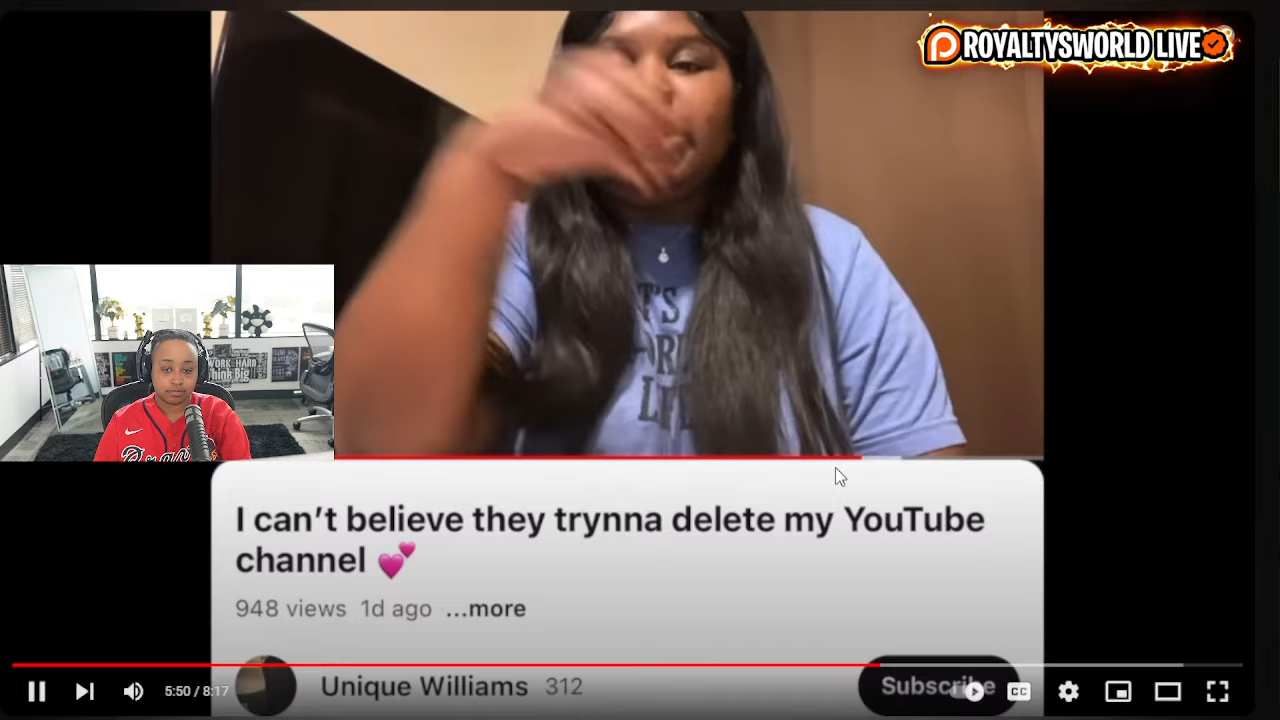 ROYALTYSWORLD LIVE
WORK HARD
Think Big
I can't believe they trynna delete my YouTube
channel 💕
948 views 1d ago ...more
Unique Williams 312
Subscribe
5:50 / 8:17
CC